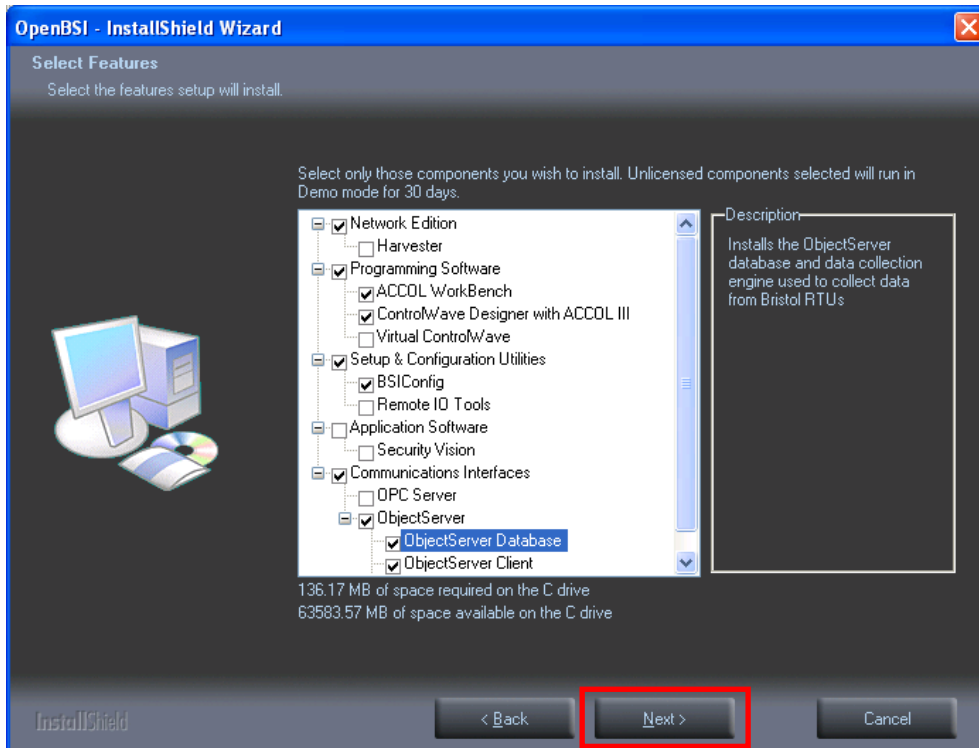 OpenBSI - InstallShield Wizard
Select Features
Select the features setup will install.
Select only those components you wish to install. Unlicensed components selected will run in
Demo mode for 30 days.
Network Edition
Harvester
Programming Software
ACCOL WorkBench
ControlWave Designer with ACCOL III
Virtual ControlWave
Setup & Configuration Utilities
BSIConfig
Remote IO Tools
Application Software
Security Vision
Communications Interfaces
OPC Server
ObjectServer
ObjectServer Database
ObjectServer Client
Description
Installs the ObjectServer
database and data collection
engine used to collect data
from Bristol RTUs
136.17 MB of space required on the C drive
63583.57 MB of space available on the C drive
InstallShield
< Back
Next >
Cancel